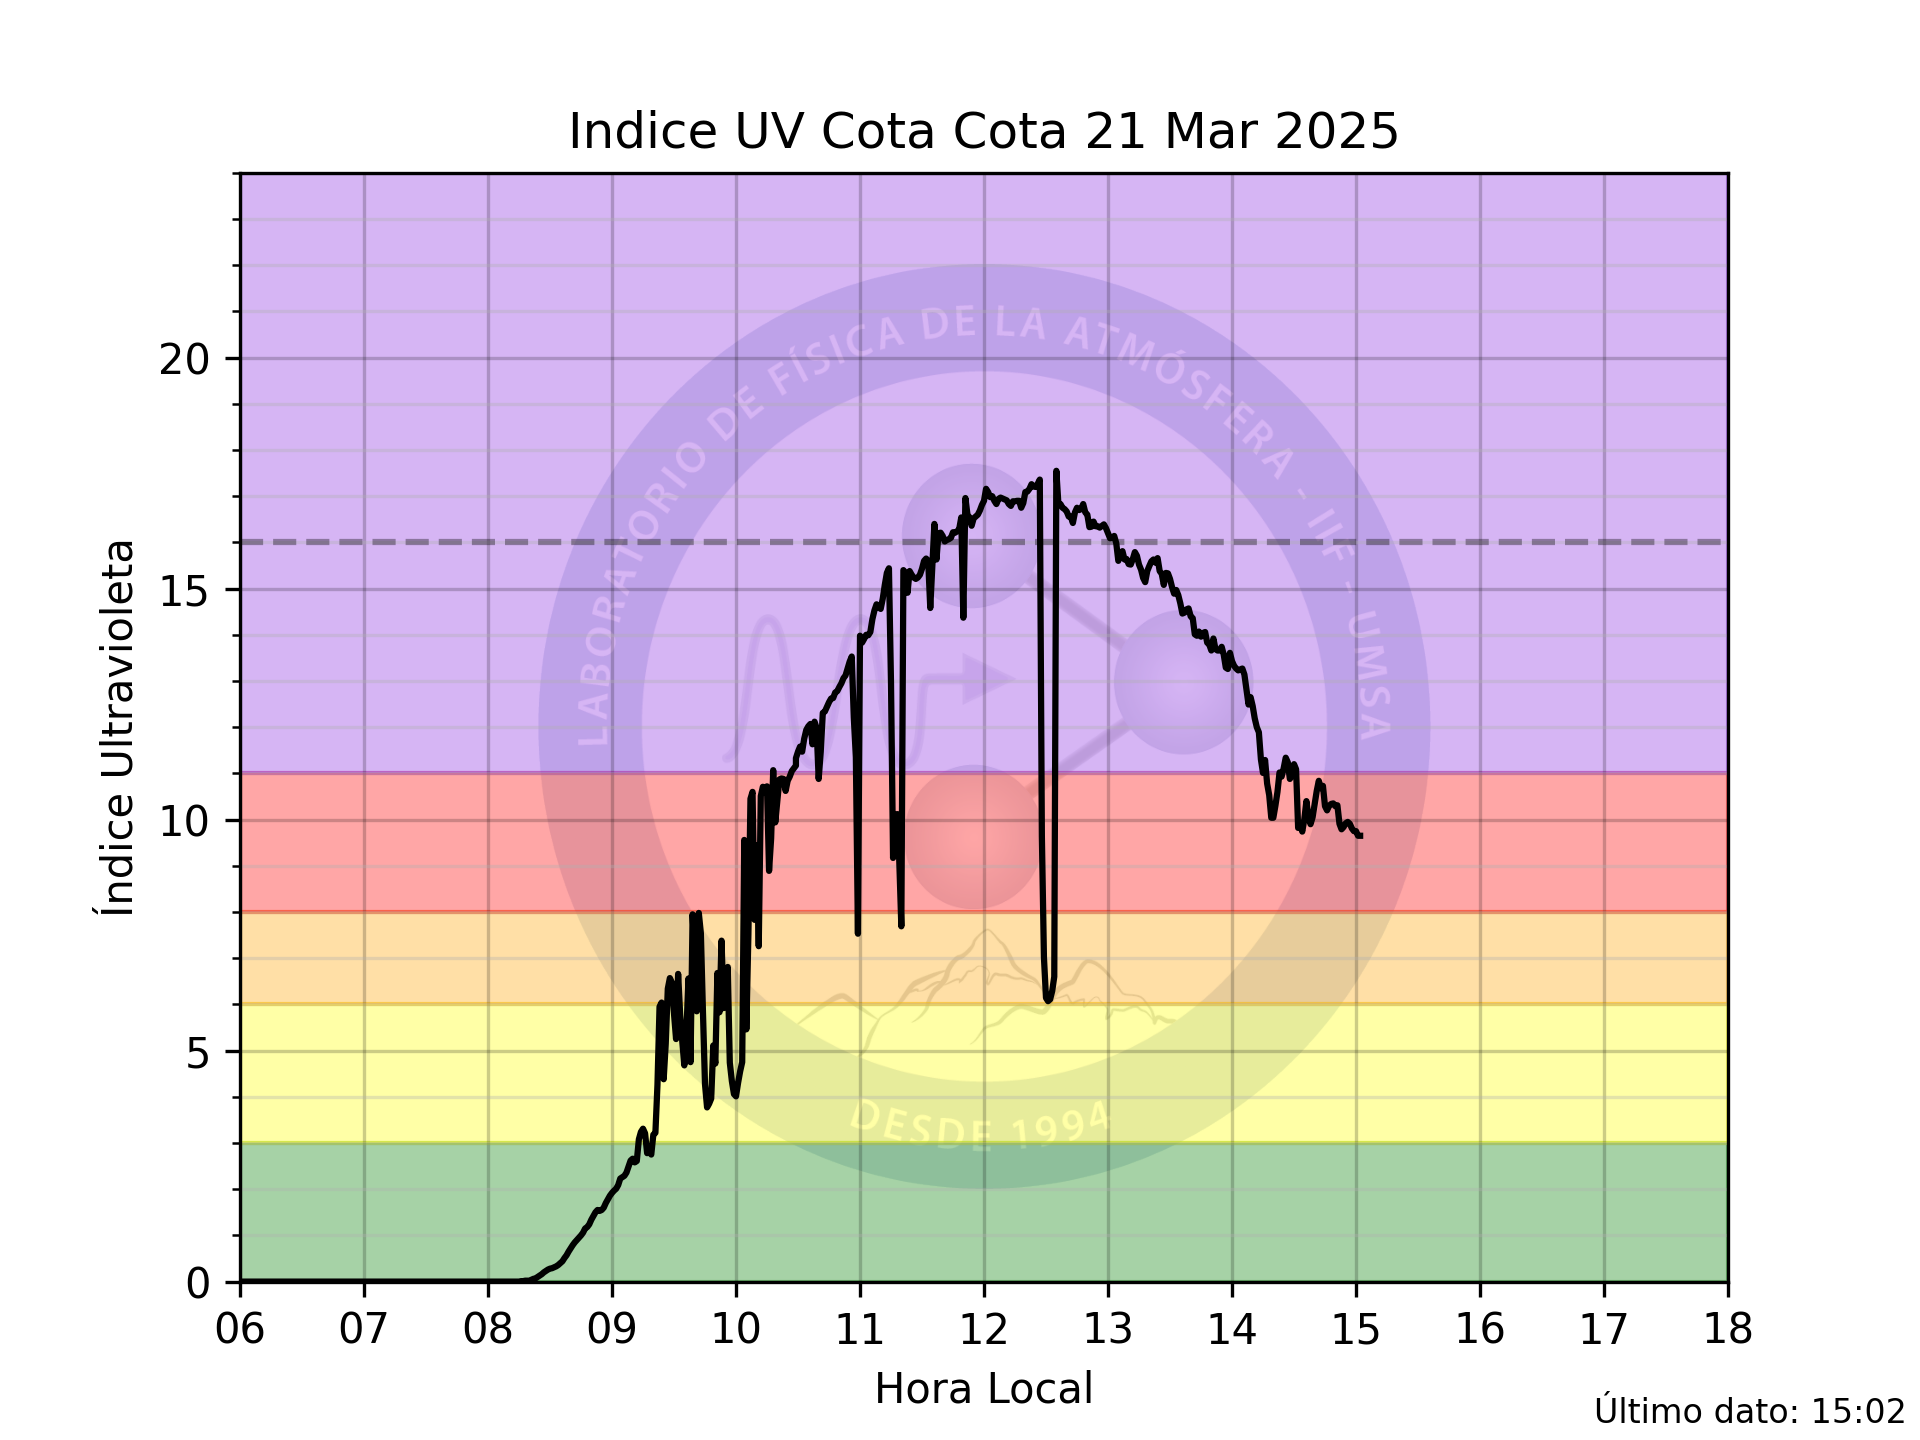 Indice UV Cota Cota 21 Mar 2025
Índice Ultravioleta
20
15
10
5
0
LABORATORIO DE FÍSICA DE LA ATMÓSFERA - IIF - UMSA
DESDE 1994
06 07 08 09 10 11 12 13 14 15 16 17 18
Hora Local
Último dato: 15:02